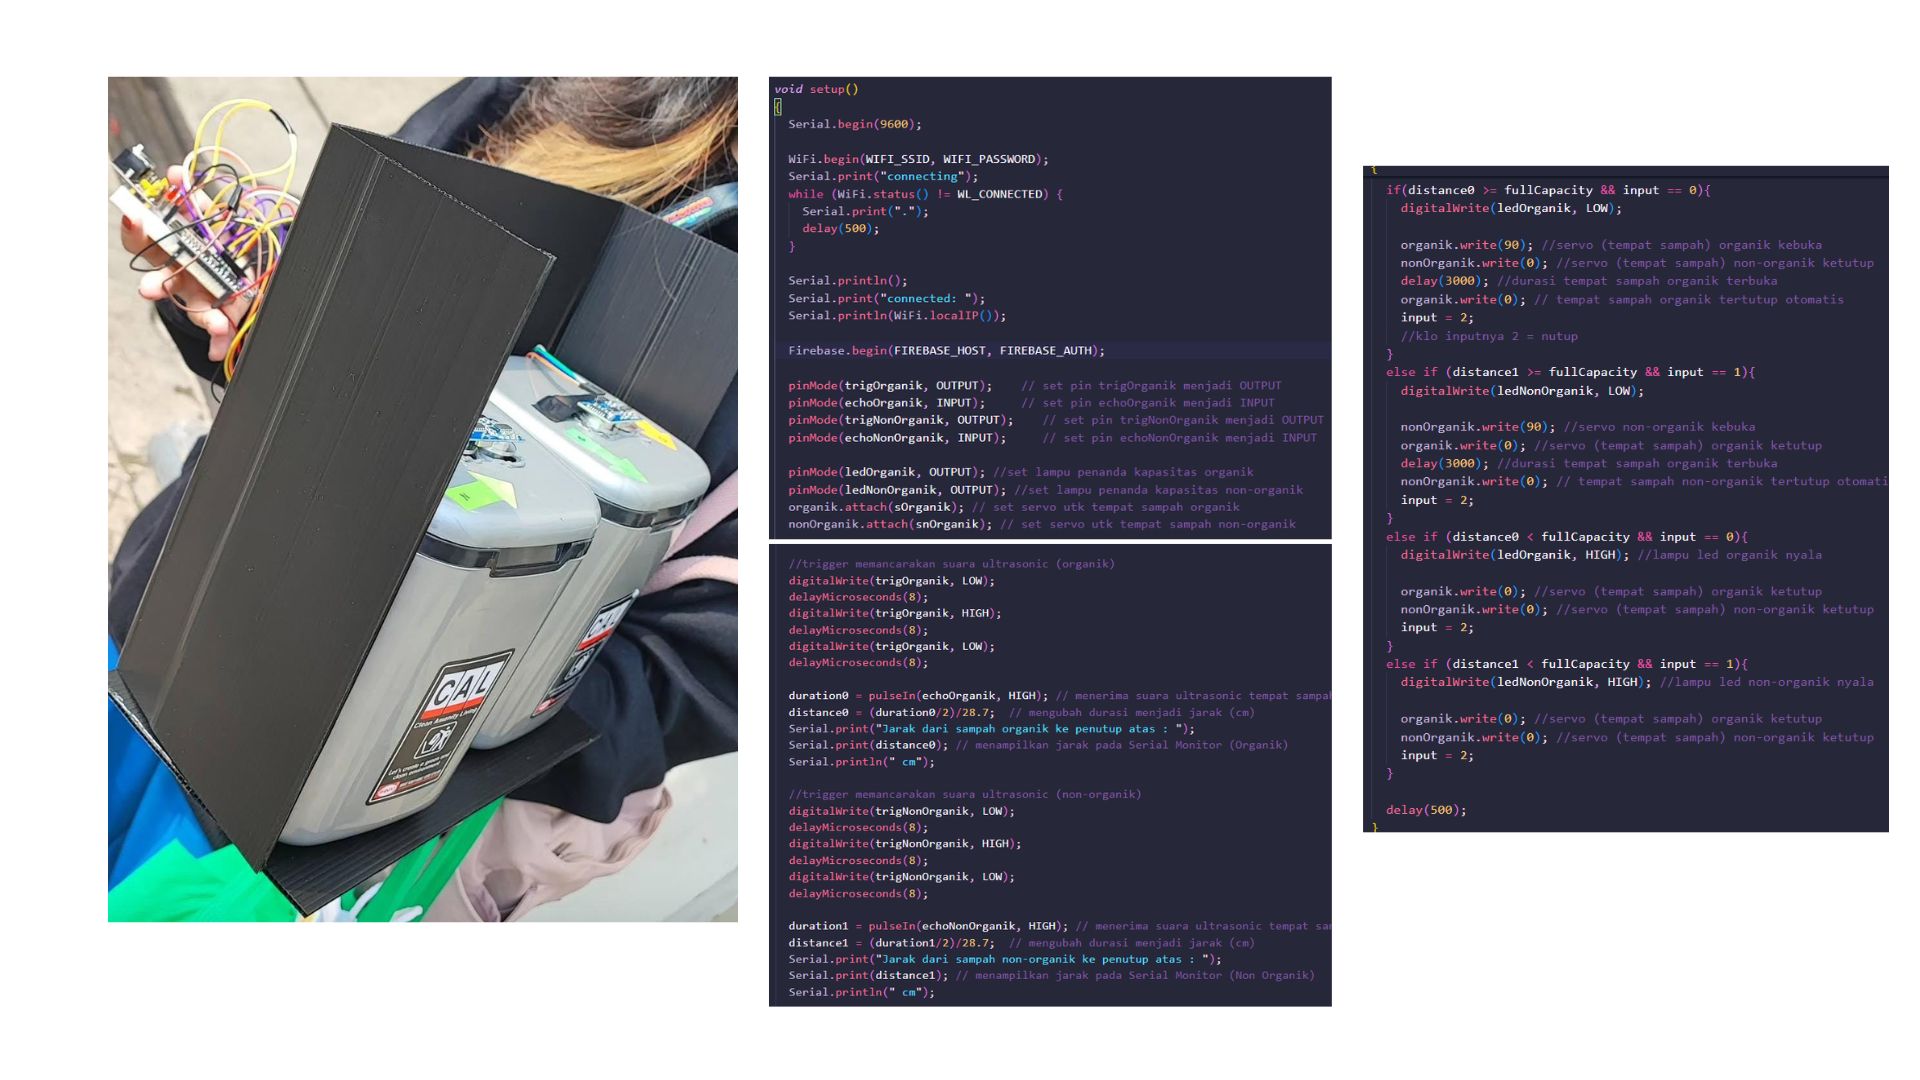 CAL
Clean Amenity Living
Let's create a green and
clean environment
void setup()
{
Serial.begin(9600);
WiFi.begin(WIFI_SSID, WIFI_PASSWORD);
Serial.print("connecting");
while (WiFi.status() != WL_CONNECTED) {
Serial.print(".");
delay(500);
}
Serial.println();
Serial.print("connected: ");
Serial.println(WiFi.localIP());
Firebase.begin(FIREBASE_HOST, FIREBASE_AUTH);
pinMode(trigOrganik, OUTPUT); // set pin trigOrganik menjadi OUTPUT
pinMode(echoOrganik, INPUT); // set pin echoOrganik menjadi INPUT
pinMode(trigNonOrganik, OUTPUT); // set pin trigNonOrganik menjadi OUTPUT
pinMode(echoNonOrganik, INPUT); // set pin echoNonOrganik menjadi INPUT
pinMode(ledOrganik, OUTPUT); //set lampu penanda kapasitas organik
pinMode(ledNonOrganik, OUTPUT); //set lampu penanda kapasitas non-organik
organik.attach(sOrganik); // set servo utk tempat sampah organik
nonOrganik.attach(snOrganik); // set servo utk tempat sampah non-organik
//trigger memancarakan suara ultrasonic (organik)
digitalWrite(trigOrganik, LOW);
delayMicroseconds(8);
digitalWrite(trigOrganik, HIGH);
delayMicroseconds(8);
digitalWrite(trigOrganik, LOW);
delayMicroseconds(8);
duration0 = pulseIn(echoOrganik, HIGH); // menerima suara ultrasonic tempat sampah
distance0 = (duration0/2)/28.7; // mengubah durasi menjadi jarak (cm)
Serial.print("Jarak dari sampah organik ke penutup atas : ");
Serial.print(distance0); // menampilkan jarak pada Serial Monitor (Organik)
Serial.println(" cm");
//trigger memancarakan suara ultrasonic (non-organik)
digitalWrite(trigNonOrganik, LOW);
delayMicroseconds(8);
digitalWrite(trigNonOrganik, HIGH);
delayMicroseconds(8);
digitalWrite(trigNonOrganik, LOW);
delayMicroseconds(8);
duration1 = pulseIn(echoNonOrganik, HIGH); // menerima suara ultrasonic tempat sa
distance1 = (duration1/2)/28.7; // mengubah durasi menjadi jarak (cm)
Serial.print("Jarak dari sampah non-organik ke penutup atas : ");
Serial.print(distance1); // menampilkan jarak pada Serial Monitor (Non Organik)
Serial.println(" cm");
{
if(distance0 >= fullCapacity && input == 0){
digitalWrite(ledOrganik, LOW);
organik.write(90); //servo (tempat sampah) organik kebuka
nonOrganik.write(0); //servo (tempat sampah) non-organik ketutup
delay(3000); //durasi tempat sampah organik terbuka
organik.write(0); // tempat sampah organik tertutup otomatis
input = 2;
//klo inputnya 2 = nutup
}
else if (distance1 >= fullCapacity && input == 1){
digitalWrite(ledNonOrganik, LOW);
nonOrganik.write(90); //servo non-organik kebuka
organik.write(0); //servo (tempat sampah) organik ketutup
delay(3000); //durasi tempat sampah organik terbuka
nonOrganik.write(0); // tempat sampah non-organik tertutup otomati
input = 2;
}
else if (distance0 < fullCapacity && input == 0){
digitalWrite(ledOrganik, HIGH); //lampu led organik nyala
organik.write(0); //servo (tempat sampah) organik ketutup
nonOrganik.write(0); //servo (tempat sampah) non-organik ketutup
input = 2;
}
else if (distance1 < fullCapacity && input == 1){
digitalWrite(ledNonOrganik, HIGH); //lampu led non-organik nyala
organik.write(0); //servo (tempat sampah) organik ketutup
nonOrganik.write(0); //servo (tempat sampah) non-organik ketutup
input = 2;
}
delay(500);
}